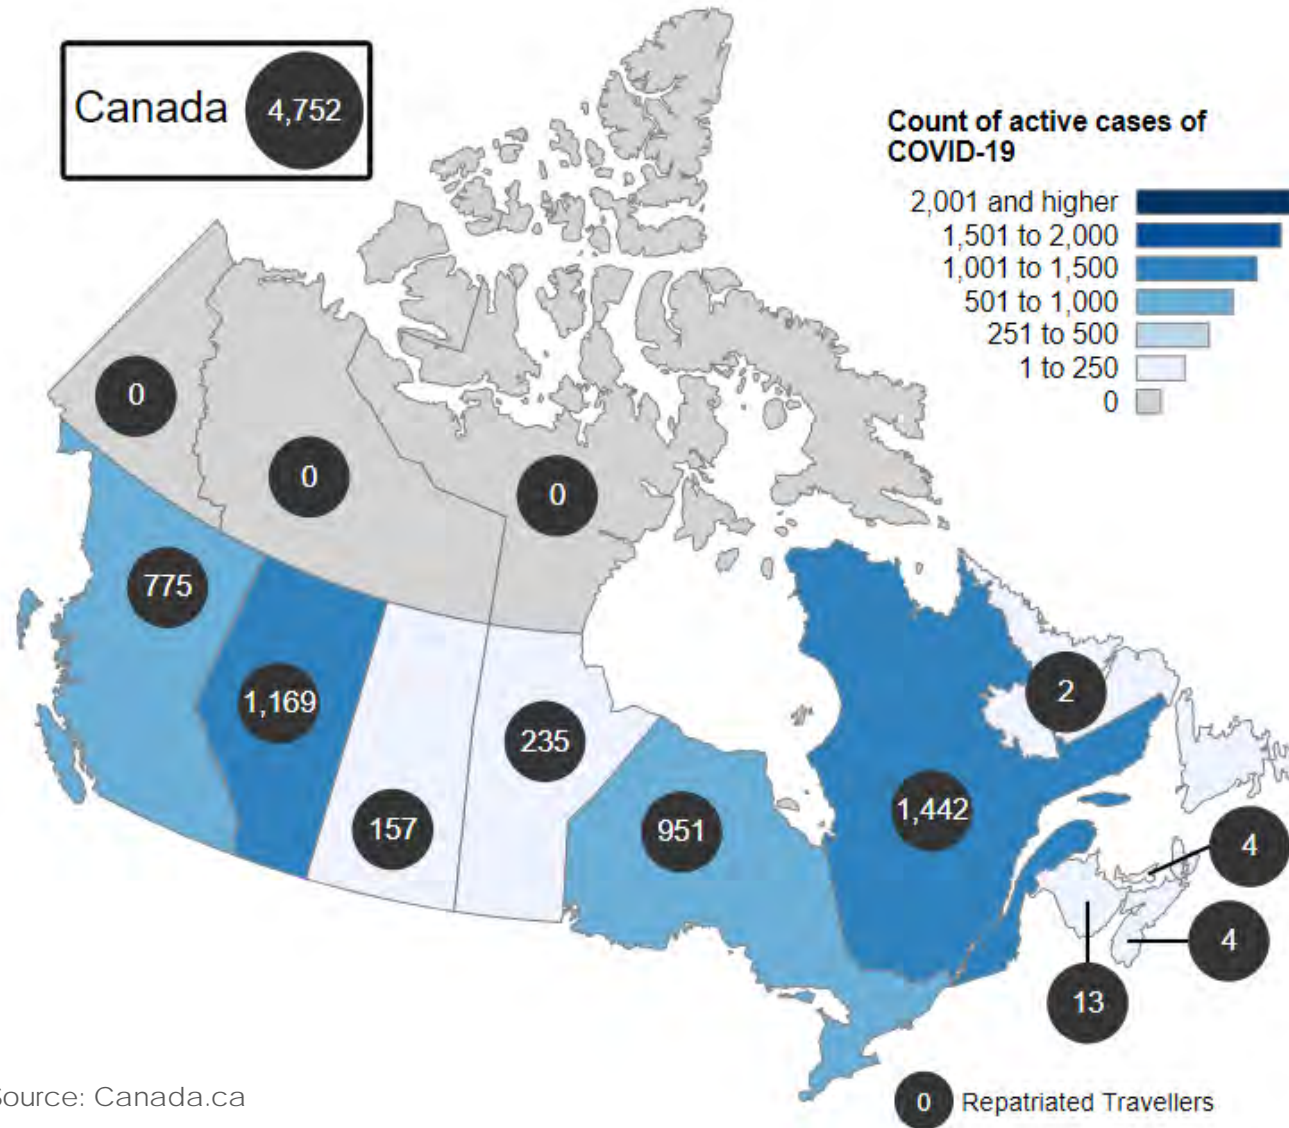 Canada 4,752
Count of active cases of
COVID-19
2,001 and higher
1,501 to 2,000
1,001 to 1,500
501 to 1,000
251 to 500
1 to 250
0
0
0
0
775
1,169
157
235
951
1,442
2
4
4
13
0 Repatriated Travellers
Source: Canada.ca